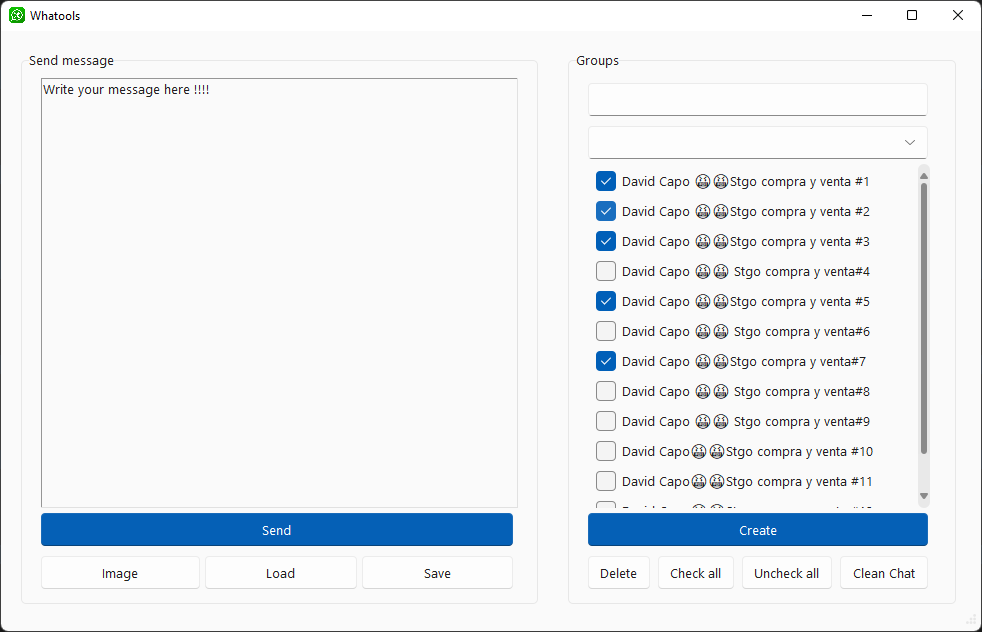 Whatools
Send message
Write your message here !!!!
Send
Image
Load
Save
Groups
David Capo 😫😫Stgo compra y venta #1
David Capo 😫😫Stgo compra y venta #2
David Capo 😫😫Stgo compra y venta #3
David Capo 😫😫 Stgo compra y venta#4
David Capo 😫😫Stgo compra y venta #5
David Capo 😫😫 Stgo compra y venta#6
David Capo 😫😫Stgo compra y venta#7
David Capo 😫😫 Stgo compra y venta#8
David Capo 😫😫 Stgo compra y venta#9
David Capo😫😫Stgo compra y venta #10
David Capo😫😫Stgo compra y venta #11
Create
Delete
Check all
Uncheck all
Clean Chat